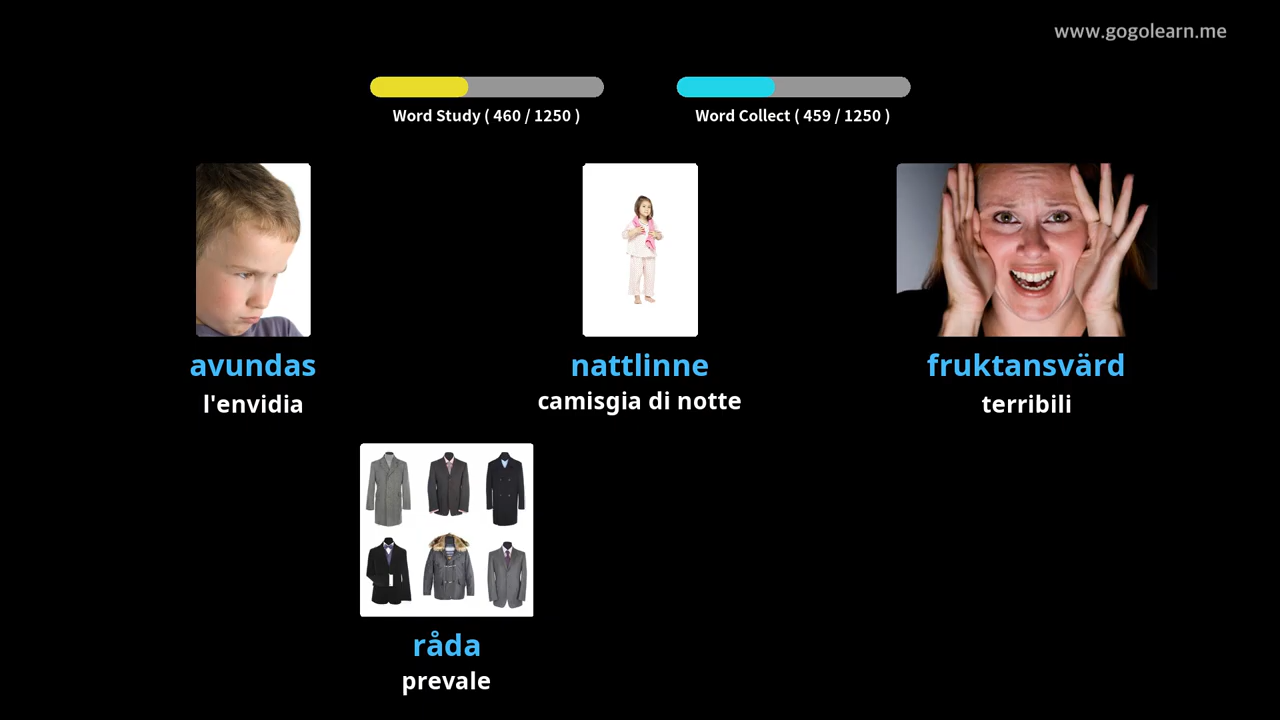 www.gogolearn.me
Word Study ( 460 / 1250 )
Word Collect ( 459 / 1250 )
avundas
l'envidia
nattlinne
camisgia di notte
fruktansvärd
terribili
råda
prevale